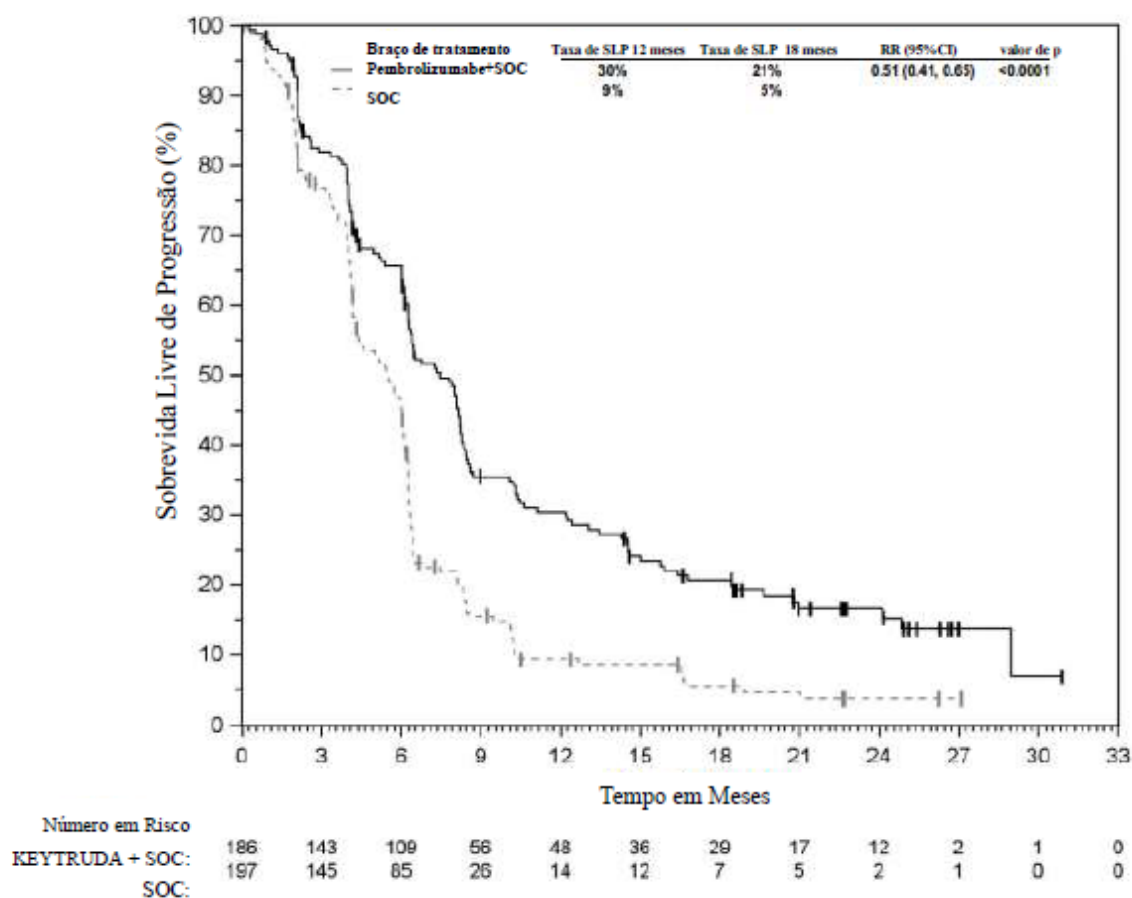 Braço de tratamento Taxa de SLP 12 meses Taxa de SLP 18 meses RR (95%CI) valor de p
Pembrolizumabe+SOC 30% 21% 0.51 (0.41, 0.65) <0.0001
SOC 9% 5%
Sobrevida Livre de Progressão (%)
100
90
80
70
60
50
40
30
20
10
0
0 3 6 9 12 15 18 21 24 27 30 33
Tempo em Meses
Número em Risco
KEYTRUDA + SOC: 186 143 109 56 48 36 29 17 12 2 1 0
SOC: 197 145 85 26 14 12 7 5 2 1 0 0